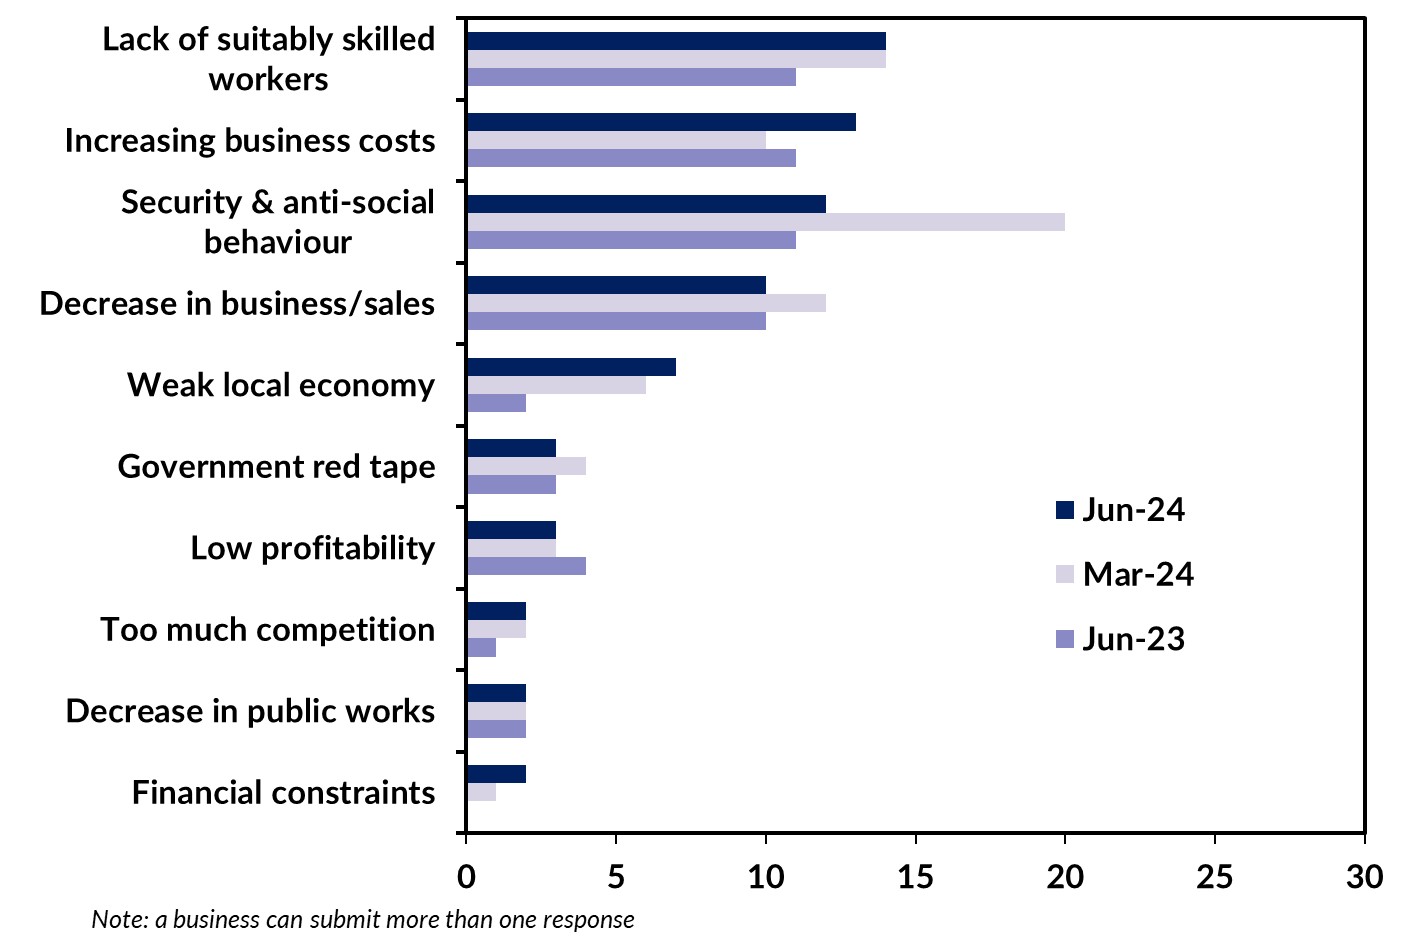 Lack of suitably skilled
workers
Increasing business costs
Security & anti-social
behaviour
Decrease in business/sales
Weak local economy
Government red tape
Low profitability
Too much competition
Decrease in public works
Financial constraints
Jun-24
Mar-24
Jun-23
0 5 10 15 20 25 30
Note: a business can submit more than one response